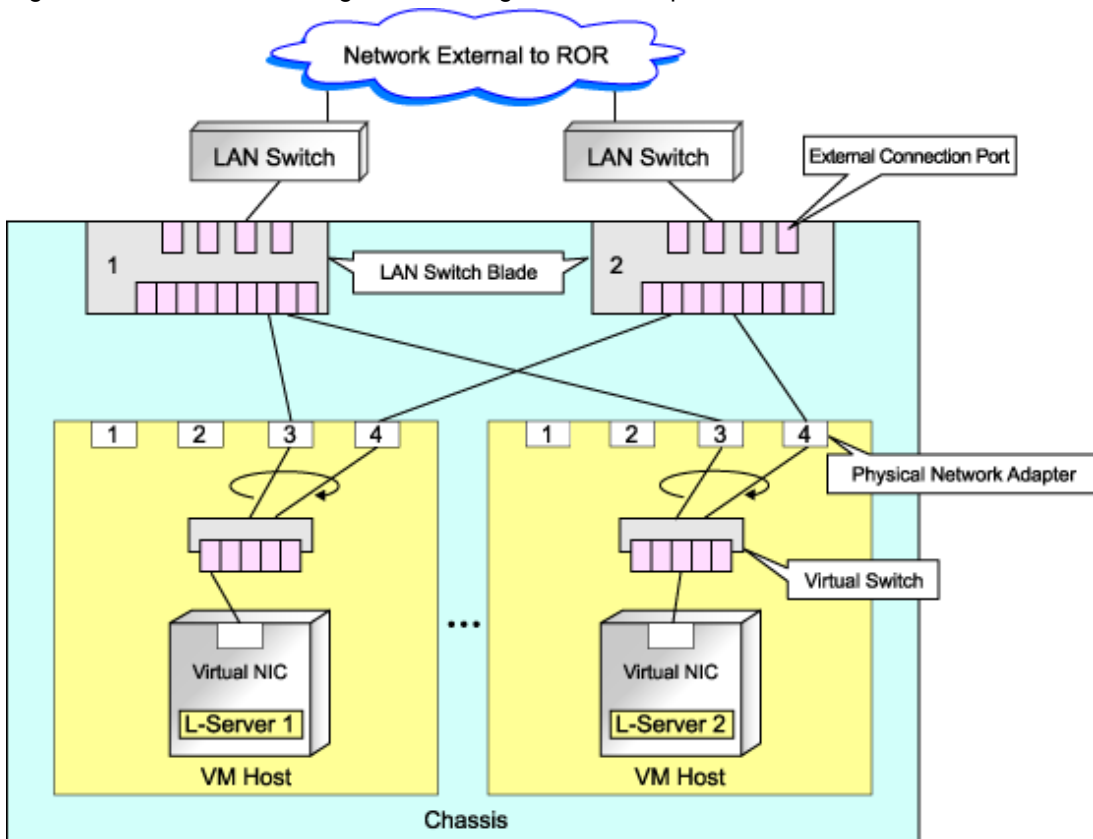 Network External to ROR
LAN Switch
LAN Switch
External Connection Port
1
LAN Switch Blade
2
1 2 3 4
1 2 3 4
Physical Network Adapter
Virtual Switch
Virtual NIC
L-Server 1
VM Host
...
Virtual NIC
L-Server 2
VM Host
Chassis